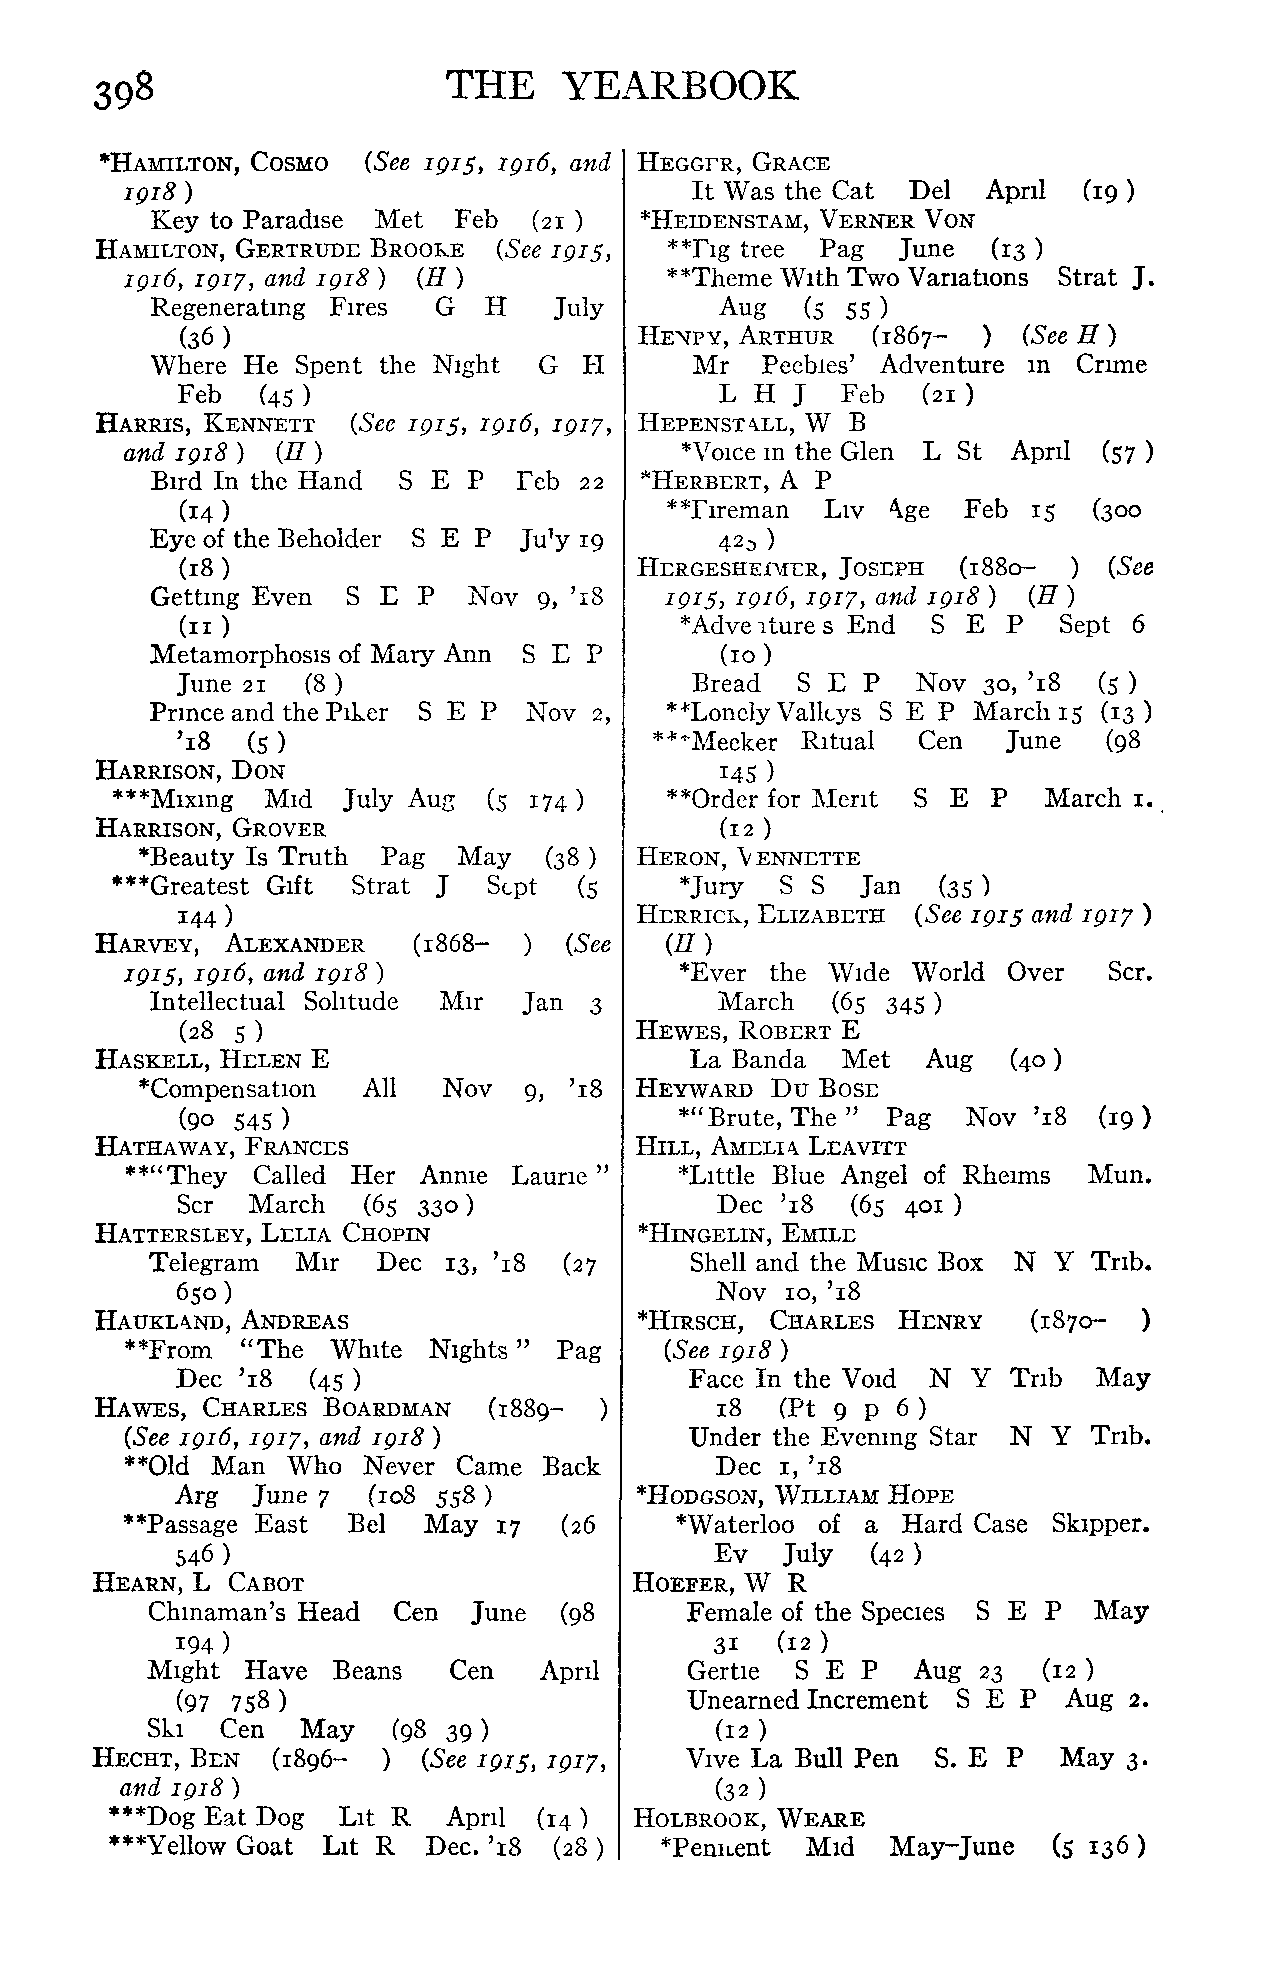 398 THE YEARBOOK
*HAMILTON, COSMO (See 1915, 1916, and
1918 )
Key to Paradise Met Feb (21 )
HAMILTON, GERTRUDE BROOKE (See 1915,
1916, 1917, and 1918 ) (H )
Regenerating Fires G H July
(36 )
Where He Spent the Night G H
Feb (45 )
HARRIS, KENNETT (See 1915, 1916, 1917,
and 1918 ) (H )
Bird In the Hand S E P Feb 22
(14 )
Eye of the Beholder S E P July 19
(18 )
Getting Even S E P Nov 9, ’18
(11 )
Metamorphosis of Mary Ann S E P
June 21 (8 )
Prince and the Piker S E P Nov 2,
’18 (5 )
HARRISON, DON
***Mixing Mid July Aug (5 174 )
HARRISON, GROVER
*Beauty Is Truth Pag May (38 )
***Greatest Gift Strat J Sept (5
144 )
HARVEY, ALEXANDER (1868– ) (See
1915, 1916, and 1918 )
Intellectual Solitude Mir Jan 3
(28 5 )
HASKELL, HELEN E
*Compensation All Nov 9, ’18
(90 545 )
HATHAWAY, FRANCES
**“They Called Her Annie Laurie ”
Scr March (65 330 )
HATTERSLEY, LELIA CHOPIN
Telegram Mir Dec 13, ’18 (27
650 )
HAUKLAND, ANDREAS
**From “The White Nights ” Pag
Dec ’18 (45 )
HAWES, CHARLES BOARDMAN (1889– )
(See 1916, 1917, and 1918 )
**Old Man Who Never Came Back
Arg June 7 (108 558 )
**Passage East Bel May 17 (26
546 )
HEARN, L CABOT
Chinaman’s Head Cen June (98
194 )
Might Have Beans Cen April
(97 758 )
Ski Cen May (98 39 )
HECHT, BEN (1896– ) (See 1915, 1917,
and 1918 )
***Dog Eat Dog Lit R April (14 )
***Yellow Goat Lit R Dec. ’18 (28 )
HEGGER, GRACE
It Was the Cat Del April (19 )
*HEIDENSTAM, VERNER VON
**Fig tree Pag June (13 )
**Theme With Two Variations Strat J.
Aug (5 55 )
HENRY, ARTHUR (1867– ) (See H )
Mr Peebles’ Adventure in Crime
L H J Feb (21 )
HEPENSTALL, W B
*Voice in the Glen L St April (57 )
*HERBERT, A P
**Fireman Liv Age Feb 15 (300
425 )
HERGESHEIMER, JOSEPH (1880– ) (See
1915, 1916, 1917, and 1918 ) (H )
*Adventure s End S E P Sept 6
(10 )
Bread S E P Nov 30, ’18 (5 )
**Lonely Valleys S E P March 15 (13 )
***Meeker Ritual Cen June (98
145 )
**Order for Merit S E P March 1.
(12 )
HERON, VENNETTE
*Jury S S Jan (35 )
HERRICK, ELIZABETH (See 1915 and 1917 )
(H )
*Ever the Wide World Over Scr.
March (65 345 )
HEWES, ROBERT E
La Banda Met Aug (40 )
HEYWARD DU BOSE
*“Brute, The ” Pag Nov ’18 (19 )
HILL, AMELIA LEAVITT
*Little Blue Angel of Rheims Mun.
Dec ’18 (65 401 )
*HINGELIN, EMILE
Shell and the Music Box N Y Trib.
Nov 10, ’18
*HIRSCH, CHARLES HENRY (1870– )
(See 1918 )
Face In the Void N Y Trib May
18 (Pt 9 p 6 )
Under the Evening Star N Y Trib.
Dec 1, ’18
*HODGSON, WILLIAM HOPE
*Waterloo of a Hard Case Skipper.
Ev July (42 )
HOEFER, W R
Female of the Species S E P May
31 (12 )
Gertie S E P Aug 23 (12 )
Unearned Increment S E P Aug 2.
(12 )
Vive La Bull Pen S. E P May 3.
(32 )
HOLBROOK, WEARE
*Penitent Mid May–June (5 136 )